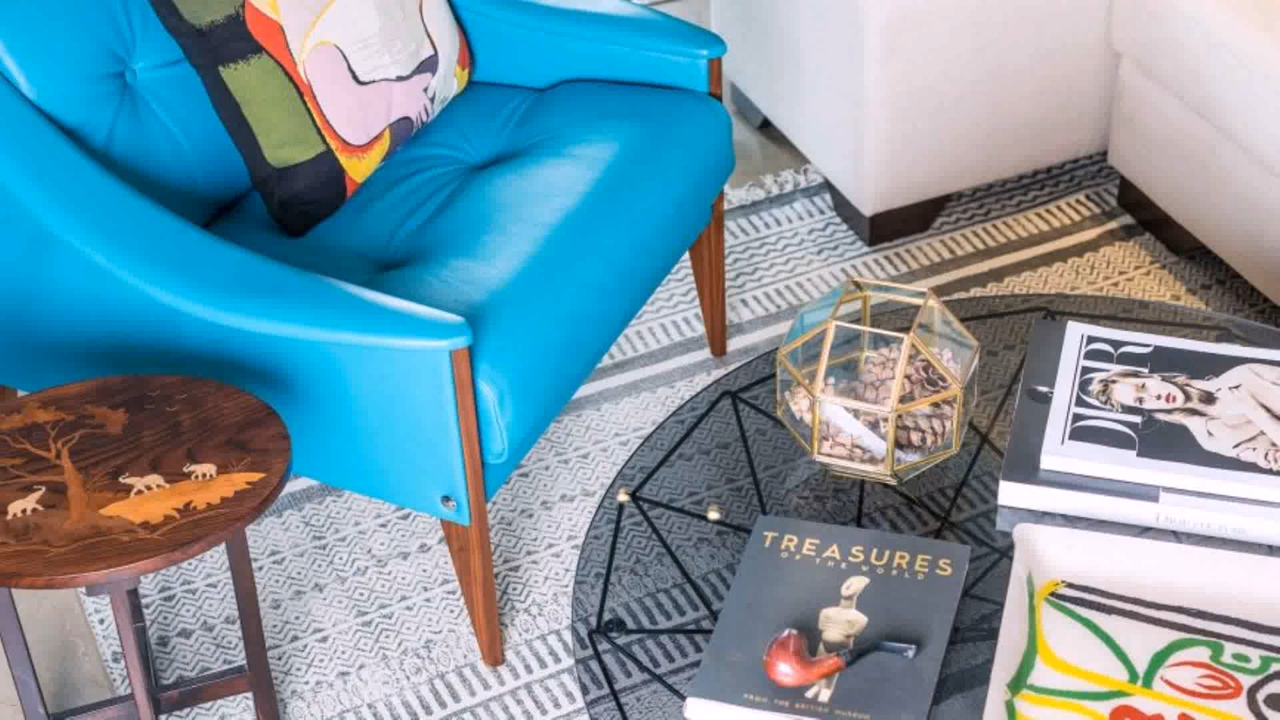 DIOR
TREASURES
OF THE WORLD
FROM THE BRITISH MUSEUM